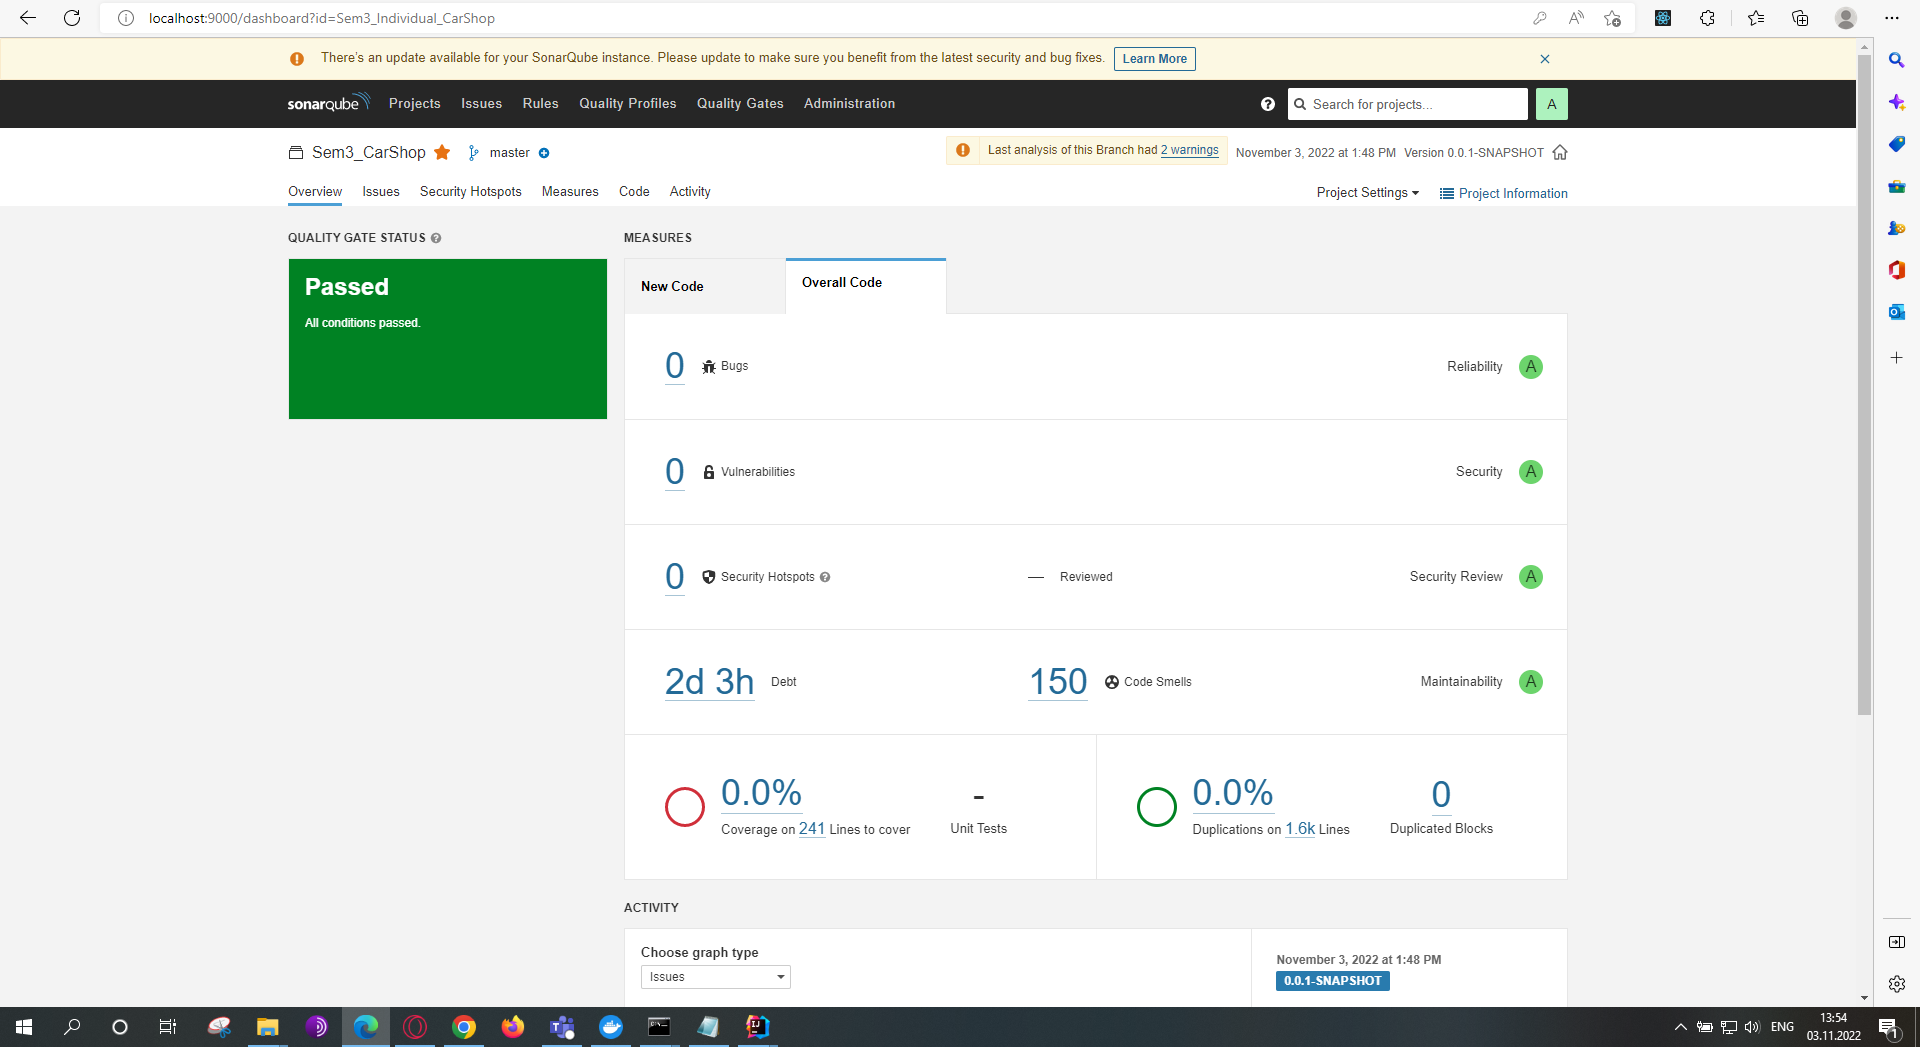 localhost:9000/dashboard?id=Sem3_Individual_CarShop
There's an update available for your SonarQube instance. Please update to make sure you benefit from the latest security and bug fixes. Learn More
sonarqube Projects Issues Rules Quality Profiles Quality Gates Administration Search for projects... A
Sem3_CarShop master Last analysis of this Branch had 2 warnings November 3, 2022 at 1:48 PM Version 0.0.1-SNAPSHOT
Overview Issues Security Hotspots Measures Code Activity Project Settings Project Information
QUALITY GATE STATUS
Passed
All conditions passed.
MEASURES
New Code
Overall Code
0 Bugs Reliability A
0 Vulnerabilities Security A
0 Security Hotspots — Reviewed Security Review A
2d 3h Debt 150 Code Smells Maintainability A
0.0% - 0.0% 0
Coverage on 241 Lines to cover Unit Tests Duplications on 1.6k Lines Duplicated Blocks
ACTIVITY
Choose graph type
Issues
November 3, 2022 at 1:48 PM
0.0.1-SNAPSHOT
ENG
13:54
03.11.2022
1